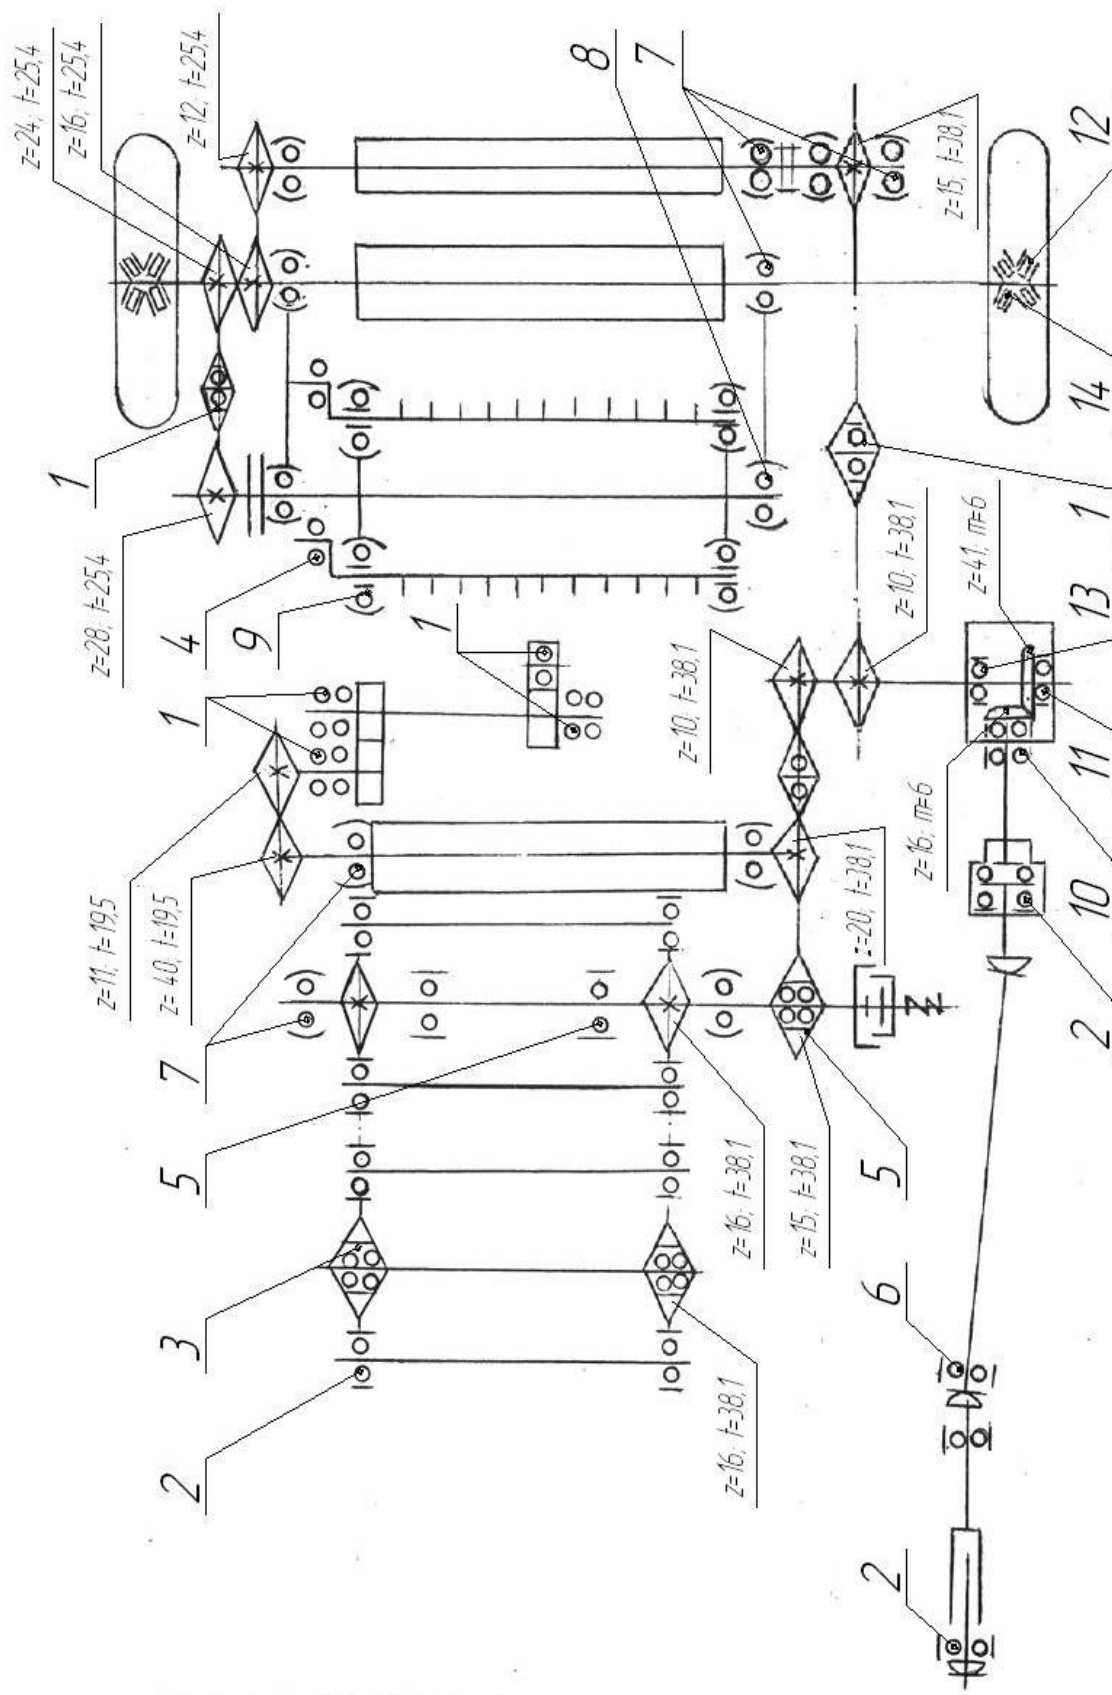 z=24; t=25,4
z=16; t=25,4
z=12; t=25,4
8
7
z=15; t=38,1
12
14
1
z=28; t=25,4
4
9
1
1
z=10; t=38,1
z=10; t=38,1
1
z=41; m=6
13
11
z=16; m=6
10
2
z=11; t=19,5
z=40; t=19,5
7
z=20; t=38,1
5
z=16; t=38,1
z=15; t=38,1
5
3
6
z=16; t=38,1
2
2